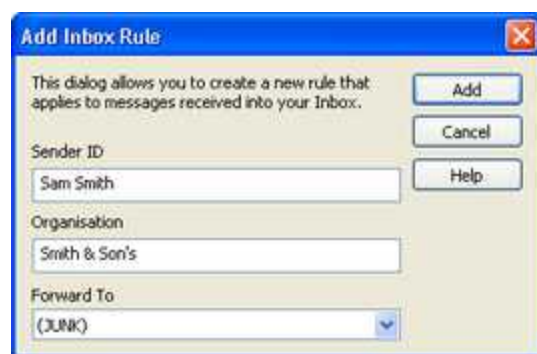 Add Inbox Rule
This dialog allows you to create a new rule that
applies to messages received into your Inbox.
Add
Cancel
Help
Sender ID
Sam Smith
Organisation
Smith & Son's
Forward To
(JUNK)